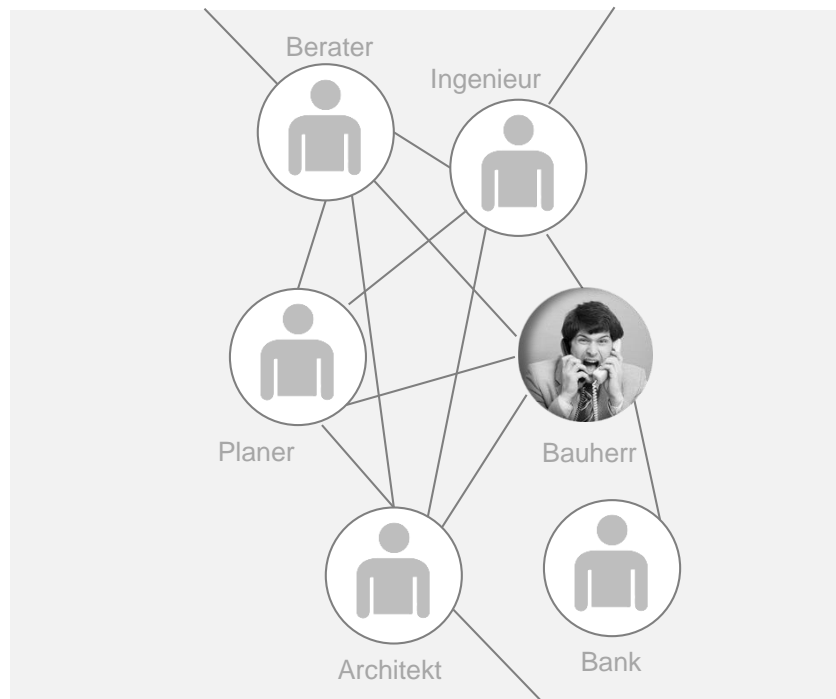 Berater
Ingenieur
Planer
Bauherr
Architekt
Bank